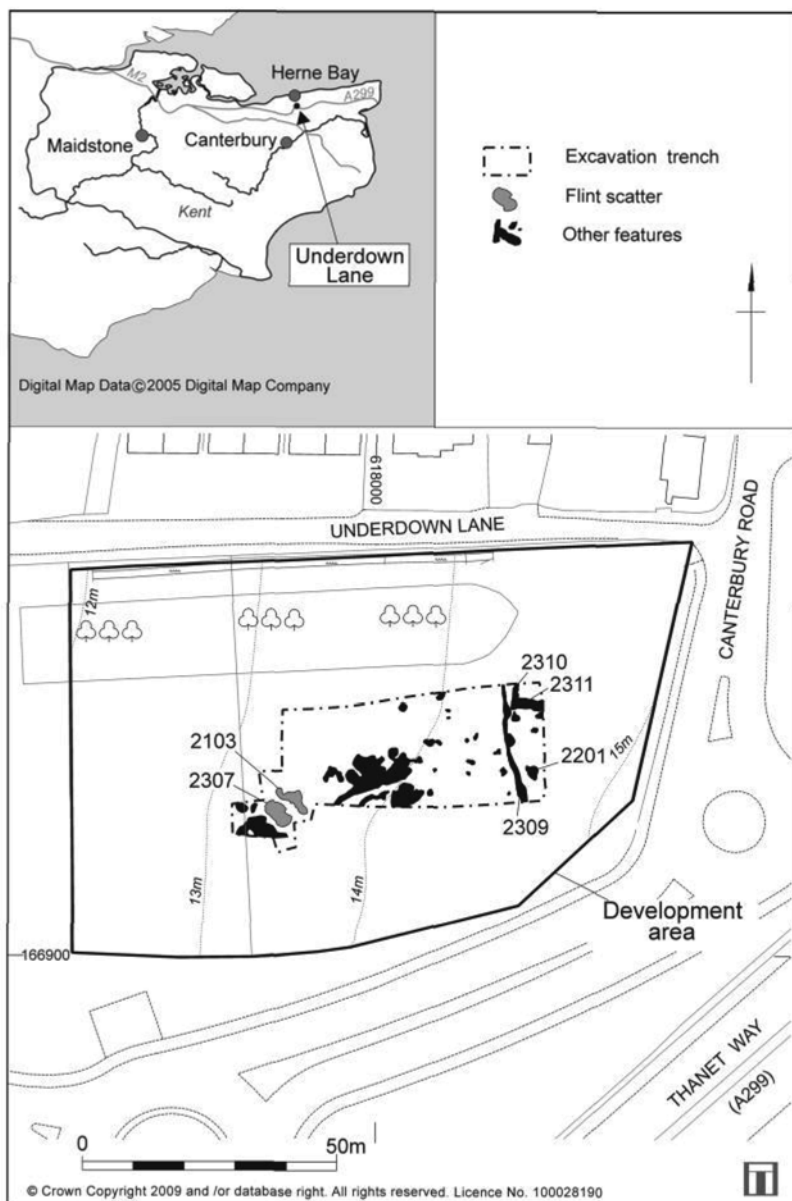 M2
Herne Bay
A299
Maidstone
Canterbury
Kent
Underdown
Lane
Digital Map Data©2005 Digital Map Company
Excavation trench
Flint scatter
Other features
618000
UNDERDOWN LANE
CANTERBURY ROAD
12m
2310
2311
2103
2201
2307
15m
2309
13m
14m
Development
area
166900
THANET WAY
(A299)
0
50m
© Crown Copyright 2009 and /or database right. All rights reserved. Licence No. 100028190